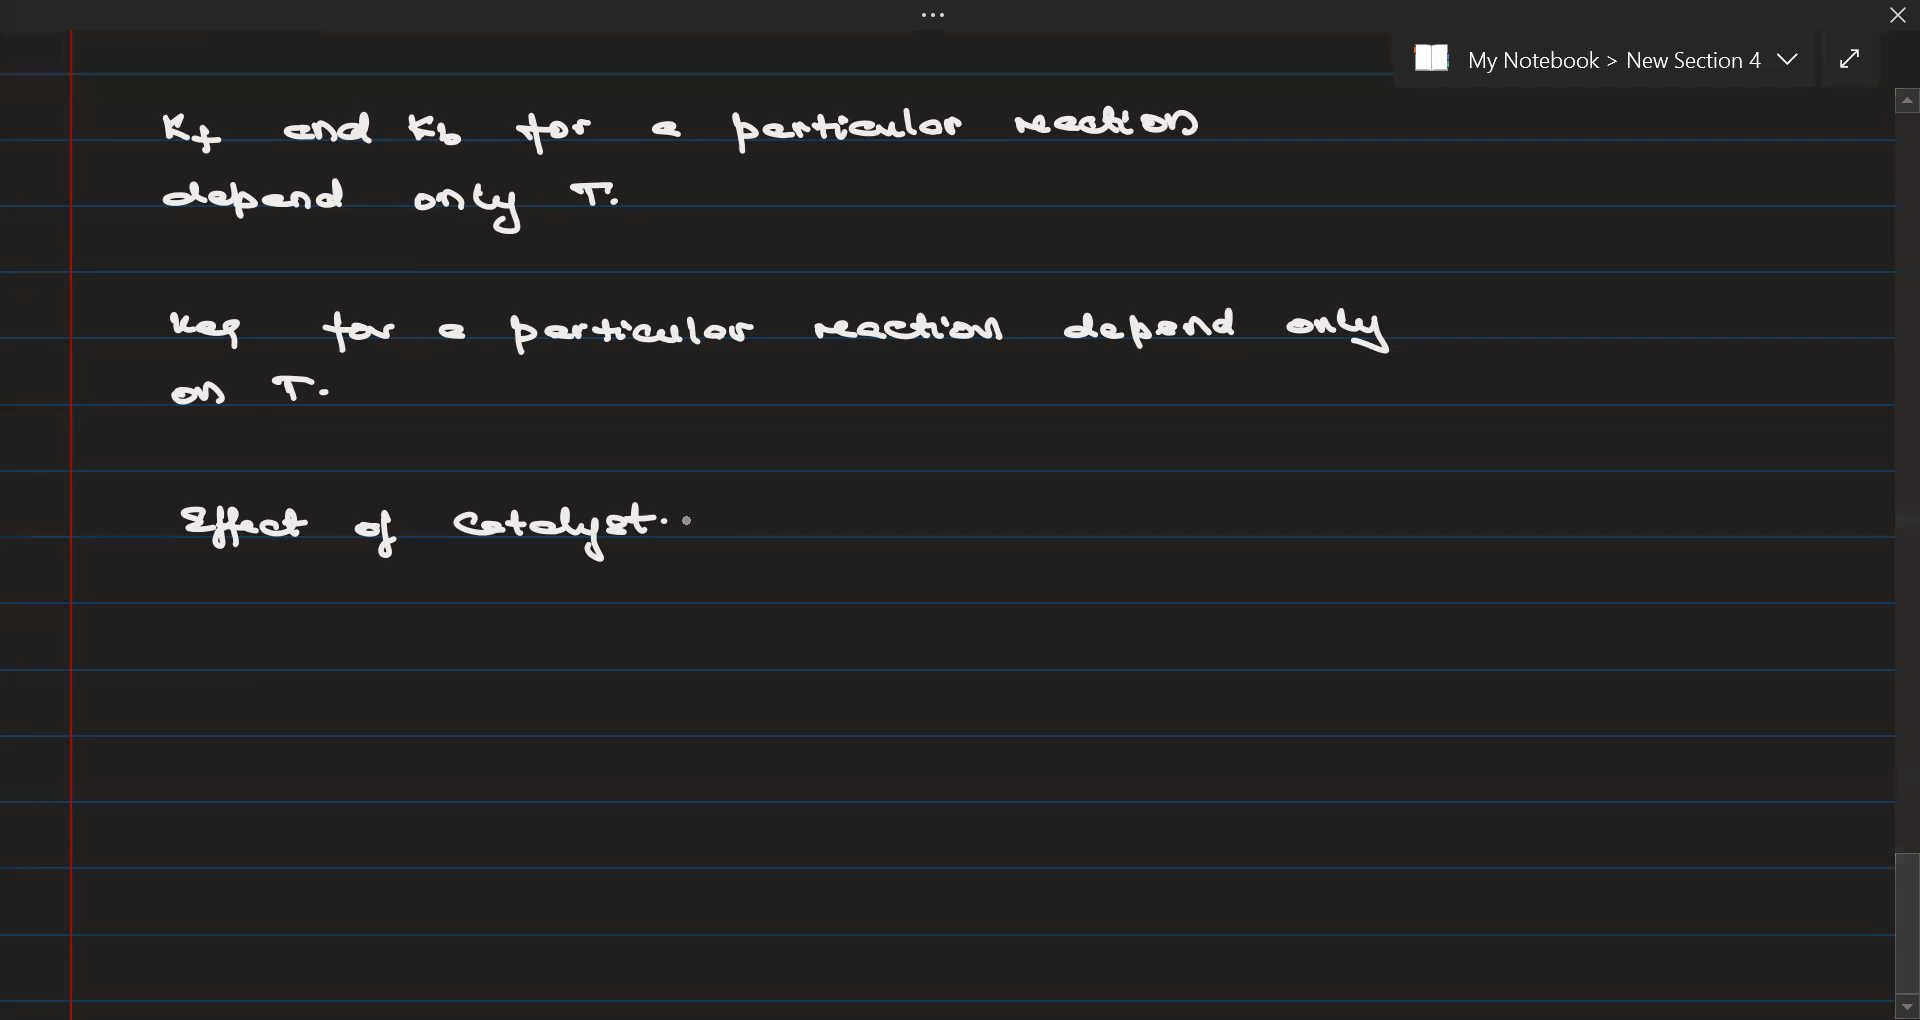 My Notebook > New Section 4
Kf and Kb for a particular reaction
depend only T.
Keq for a particular reaction depend only
on T.
Effect of Catalyst.